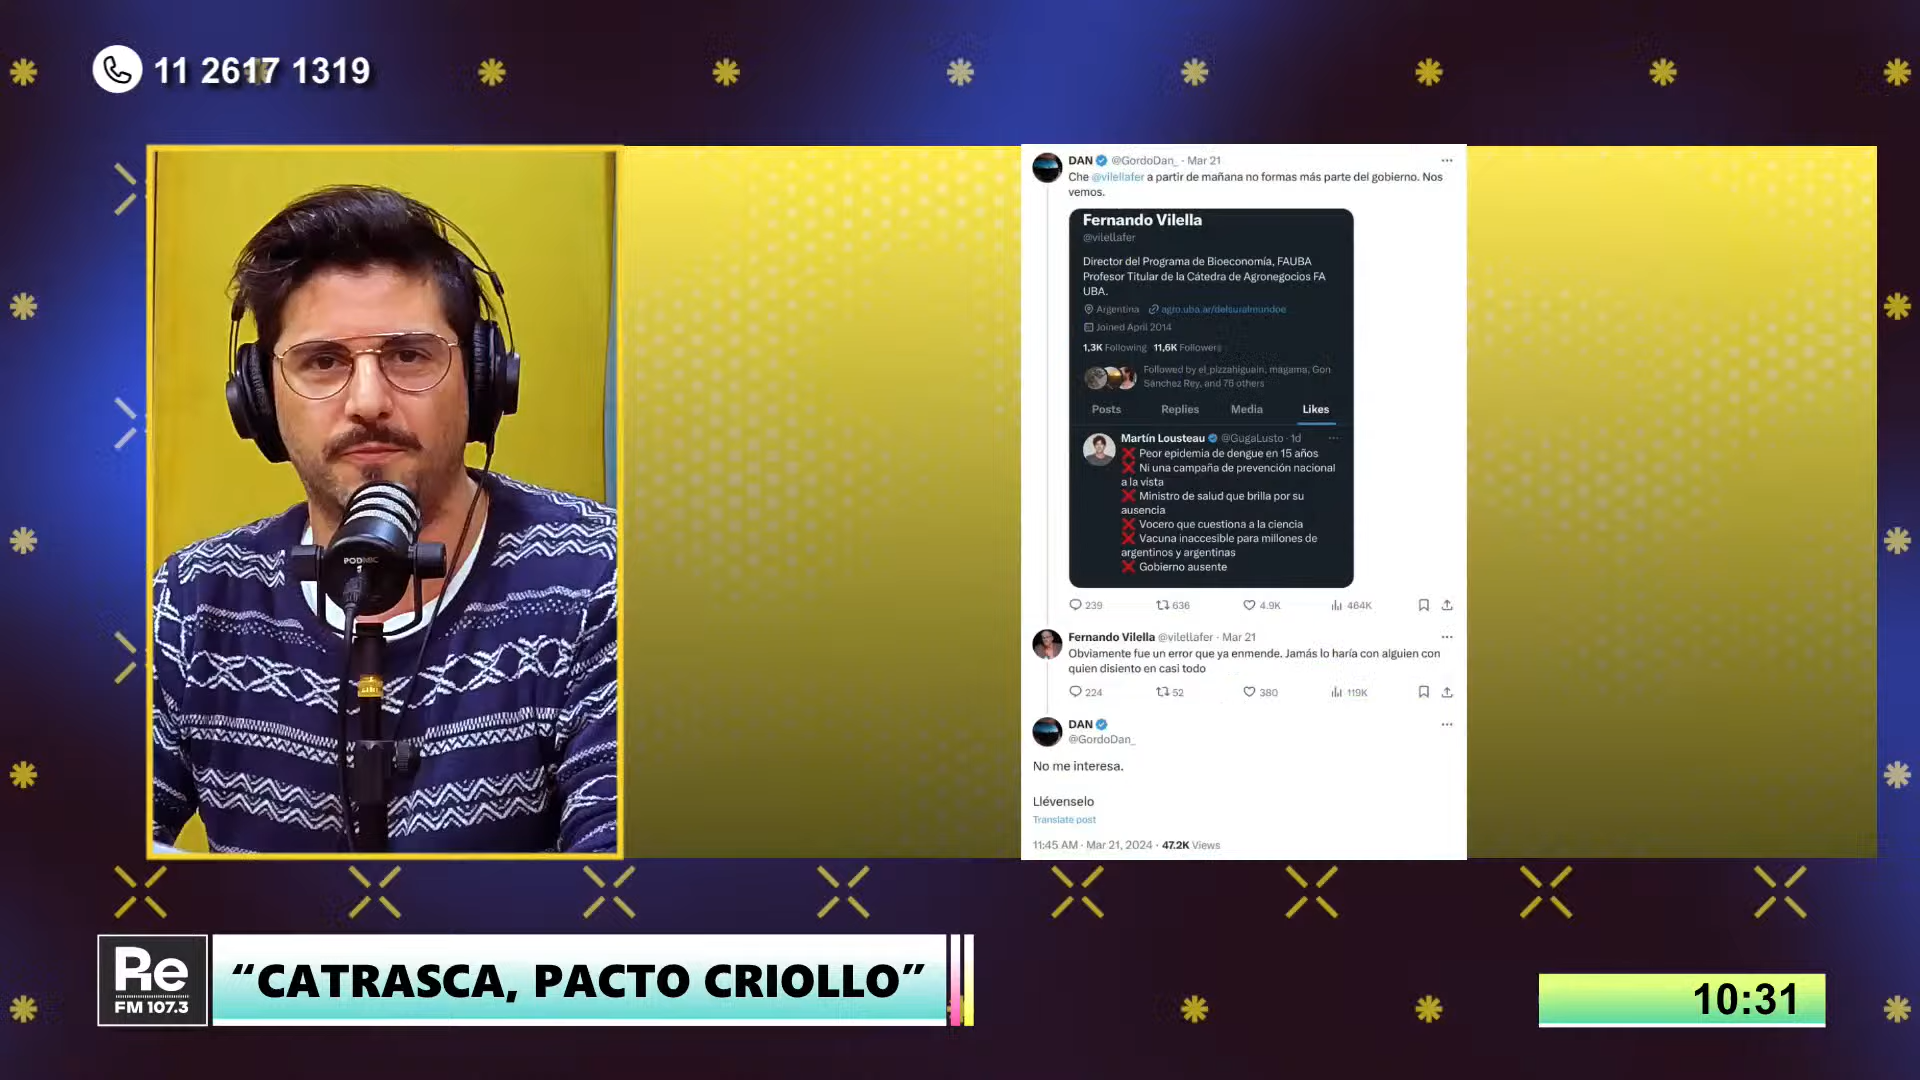 11 2617 1319
DAN @GordoDan_ · Mar 21
Che @vilellafer a partir de mañana no formas más parte del gobierno. Nos
vemos.
Fernando Vilella
@vilellafer
Director del Programa de Bioeconomía, FAUBA
Profesor Titular de la Cátedra de Agronegocios FA
UBA.
Argentina agro.uba.ar/delsuralmundoe
Joined April 2014
1,3K Following 11,6K Followers
Followed by el_pizzahiguain, magama, Gon
Sánchez Rey, and 76 others
Posts Replies Media Likes
Martín Lousteau @GugaLusto · 1d
❌ Peor epidemia de dengue en 15 años
❌ Ni una campaña de prevención nacional
a la vista
❌ Ministro de salud que brilla por su
ausencia
❌ Vocero que cuestiona a la ciencia
❌ Vacuna inaccesible para millones de
argentinos y argentinas
❌ Gobierno ausente
239 636 4.9K 464K
Fernando Vilella @vilellafer · Mar 21
Obviamente fue un error que ya enmende. Jamás lo haría con alguien con
quien disiento en casi todo
224 52 380 119K
DAN
@GordoDan_
No me interesa.
Llévenselo
Translate post
11:45 AM · Mar 21, 2024 · 47.2K Views
PODMIC
Re
FM 107.3
“CATRASCA, PACTO CRIOLLO”
10:31